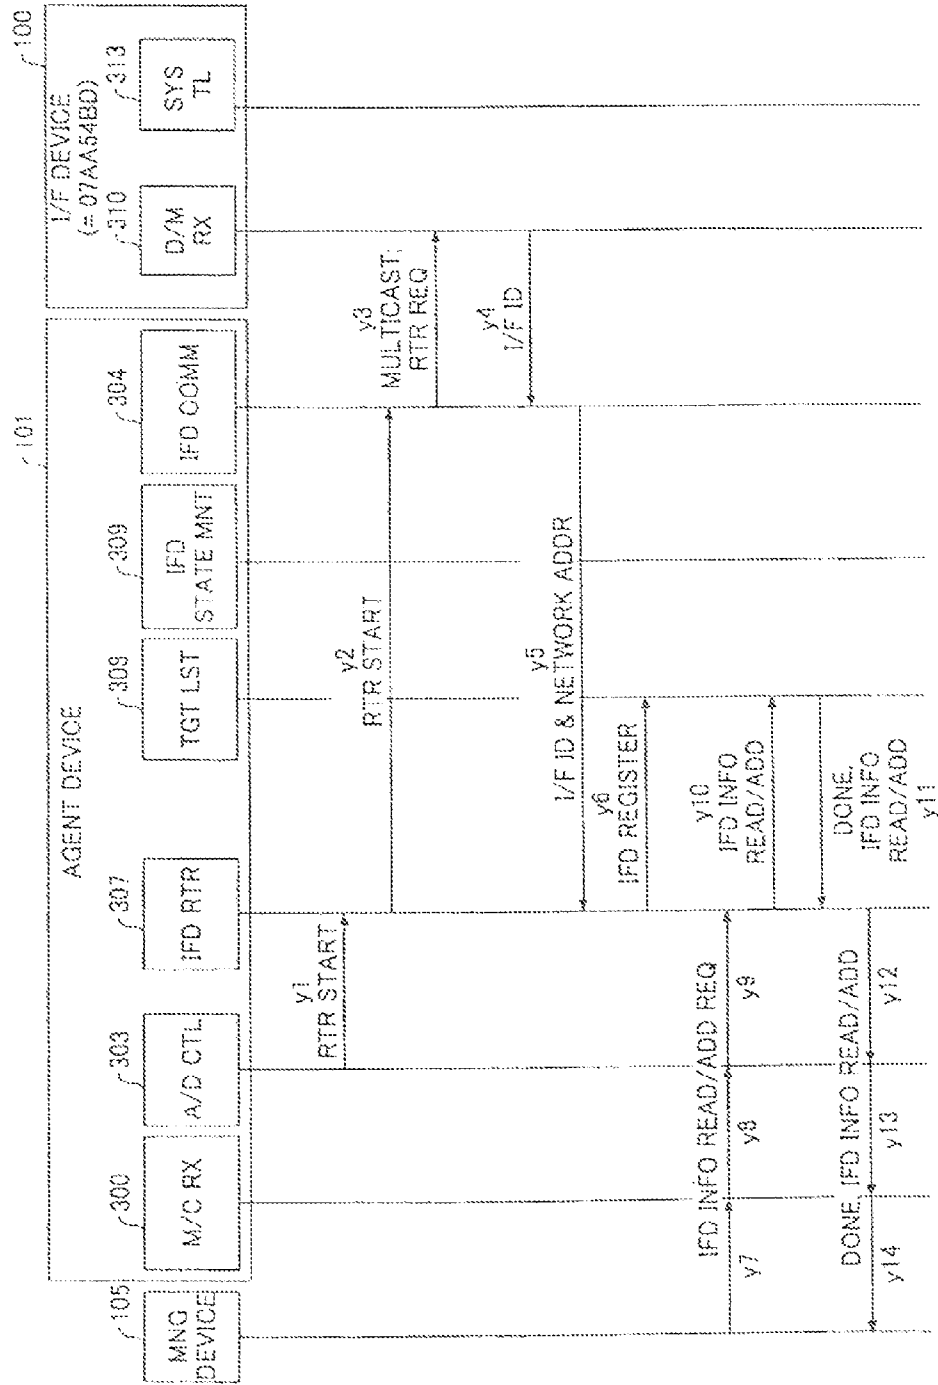 101
100
AGENT DEVICE
I/F DEVICE
(= 07AA54BD)
105
300
303
307
308
309
304
310
313
MNG
DEVICE
M/C RX
A/D CTL
IFD RTR
TGT LST
IFD
STATE MNT
IFD COMM
D/M
RX
SYS
TL
y1
RTR START
y2
RTR START
y3
MULTICAST:
RTR REQ
y4
I/F ID
y5
I/F ID & NETWORK ADDR
y6
IFD REGISTER
IFD INFO READ/ADD REQ
y7
y8
y9
y10
IFD INFO
READ/ADD
DONE,
IFD INFO
READ/ADD
y11
DONE, IFD INFO READ/ADD
y14
y13
y12